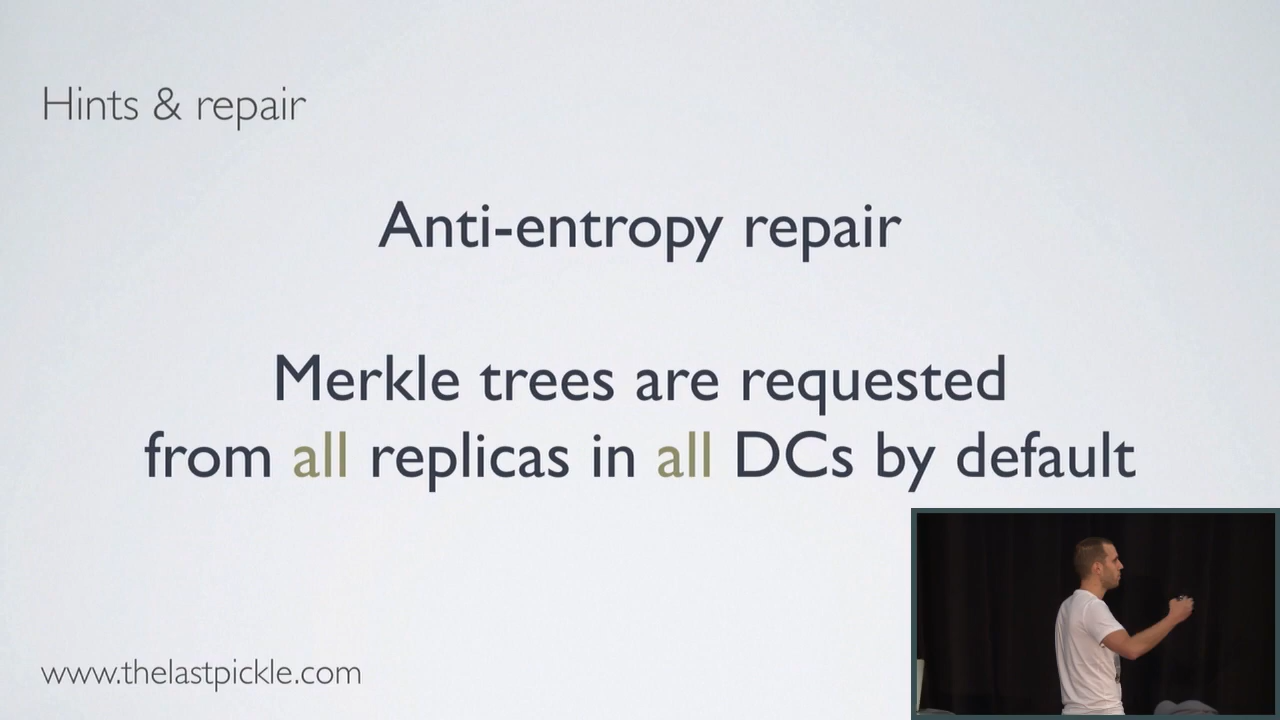 Hints & repair
Anti-entropy repair
Merkle trees are requested
from all replicas in all DCs by default
www.thelastpickle.com